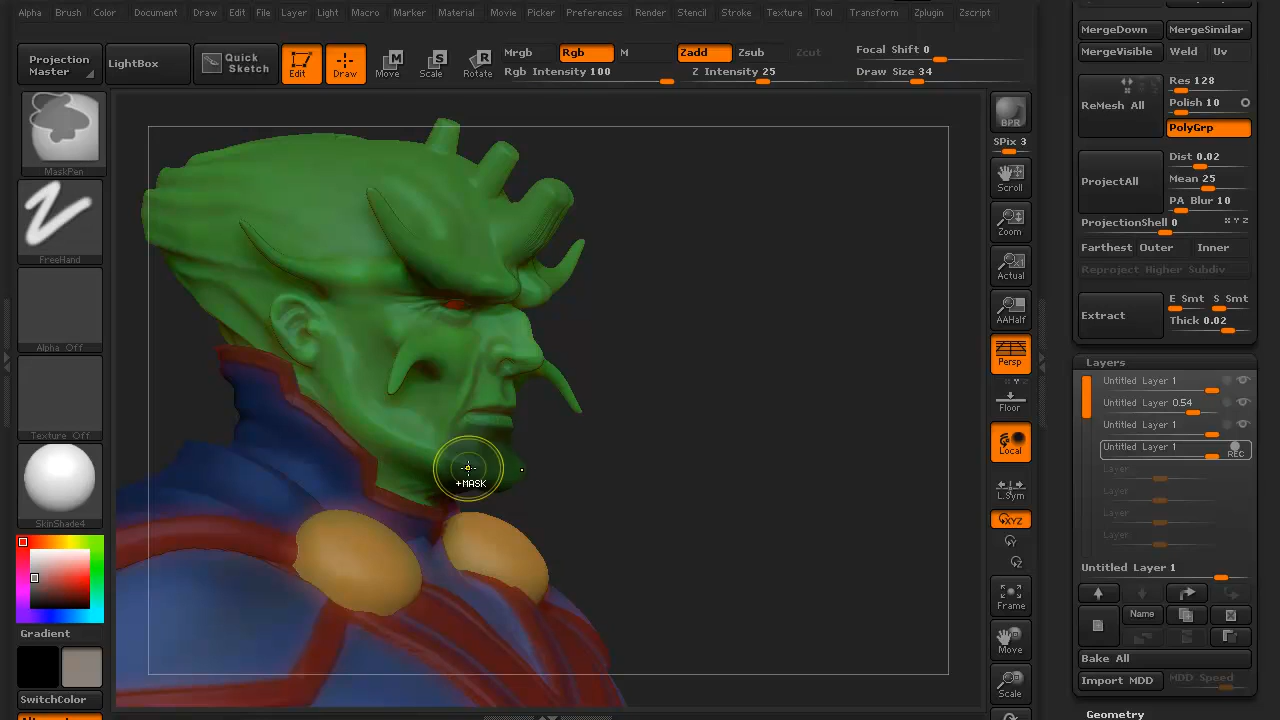 Alpha Brush Color Document Draw Edit File Layer Light Macro Marker Material Movie Picker Preferences Render Stencil Stroke Texture Tool Transform Zplugin Zscript
Projection Master
LightBox
Quick Sketch
Edit
Draw
Move
Scale
Rotate
Mrgb Rgb M Zadd Zsub Zcut
Rgb Intensity 100 Z Intensity 25
Focal Shift 0
Draw Size 34
MaskPen
FreeHand
Alpha Off
Texture Off
SkinShade4
Gradient
SwitchColor
+MASK
BPR
SPix 3
Scroll
Zoom
Actual
AAHalf
Persp
Floor
Local
L.Sym
XYZ
Frame
Move
Scale
MergeDown MergeSimilar
MergeVisible Weld Uv
ReMesh All
Res 128
Polish 10
PolyGrp
ProjectAll
Dist 0.02
Mean 25
PA Blur 10
ProjectionShell 0 X Y Z
Farthest Outer Inner
Reproject Higher Subdiv
Extract
E Smt S Smt
Thick 0.02
Layers
Untitled Layer 1
Untitled Layer 0.54
Untitled Layer 1
Untitled Layer 1 REC
Layer
Layer
Layer
Layer
Untitled Layer 1
Name
Bake All
Import MDD MDD Speed
Geometry